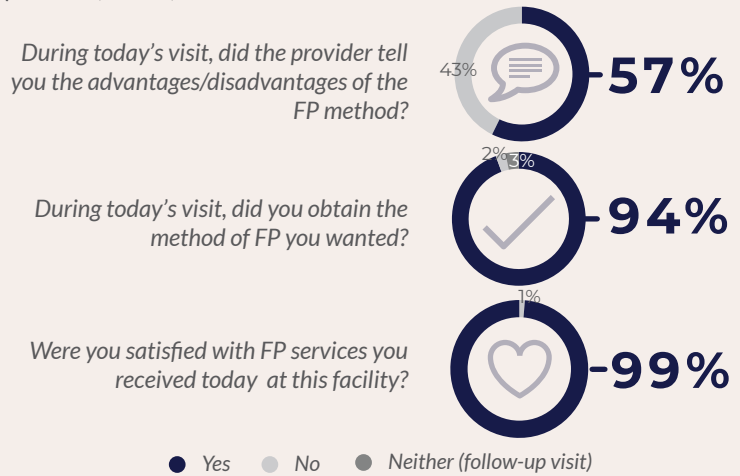 During today's visit, did the provider tell
you the advantages/disadvantages of the
FP method?
43%
57%
During today's visit, did you obtain the
method of FP you wanted?
2%
3%
94%
Were you satisfied with FP services you
received today at this facility?
1%
99%
Yes
No
Neither (follow-up visit)